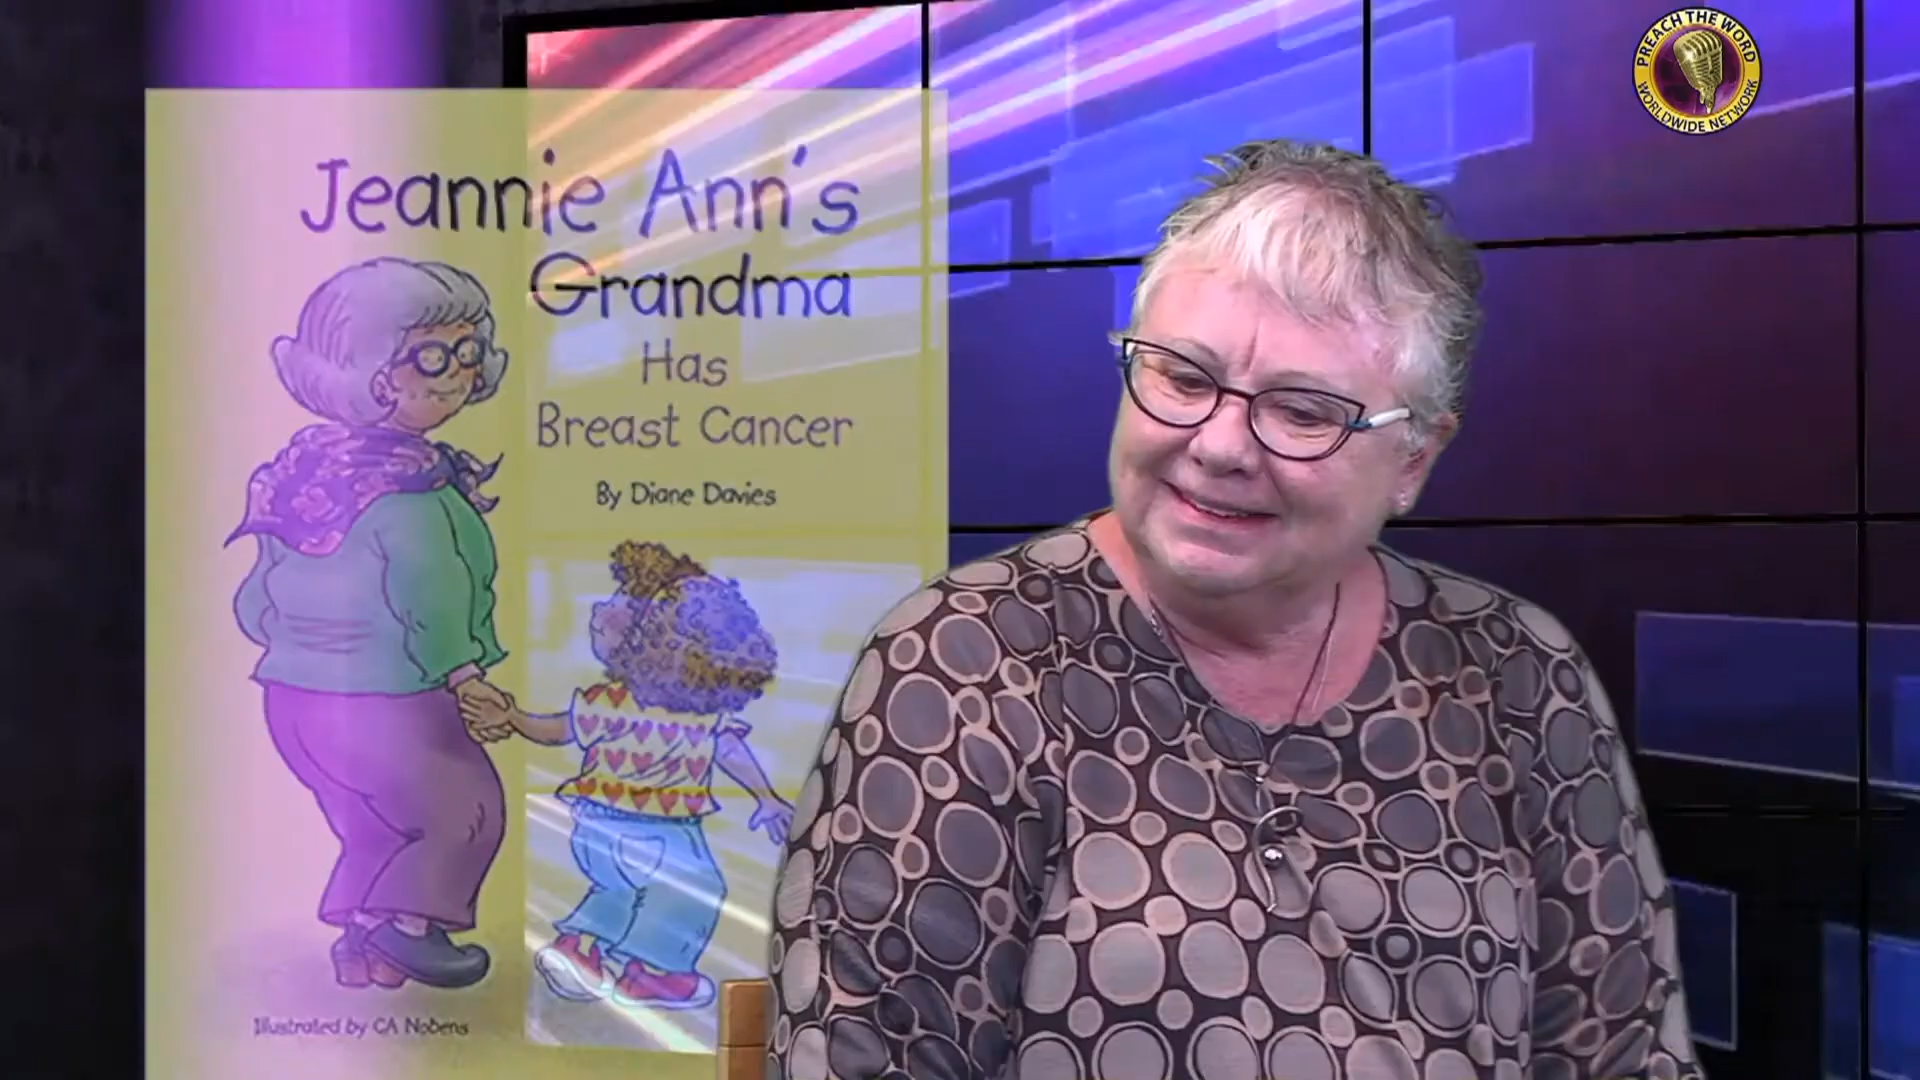 Jeannie Ann's
Grandma
Has
Breast Cancer
By Diane Davies
Illustrated by CA Nobens
PREACH THE WORD
WORLDWIDE NETWORK